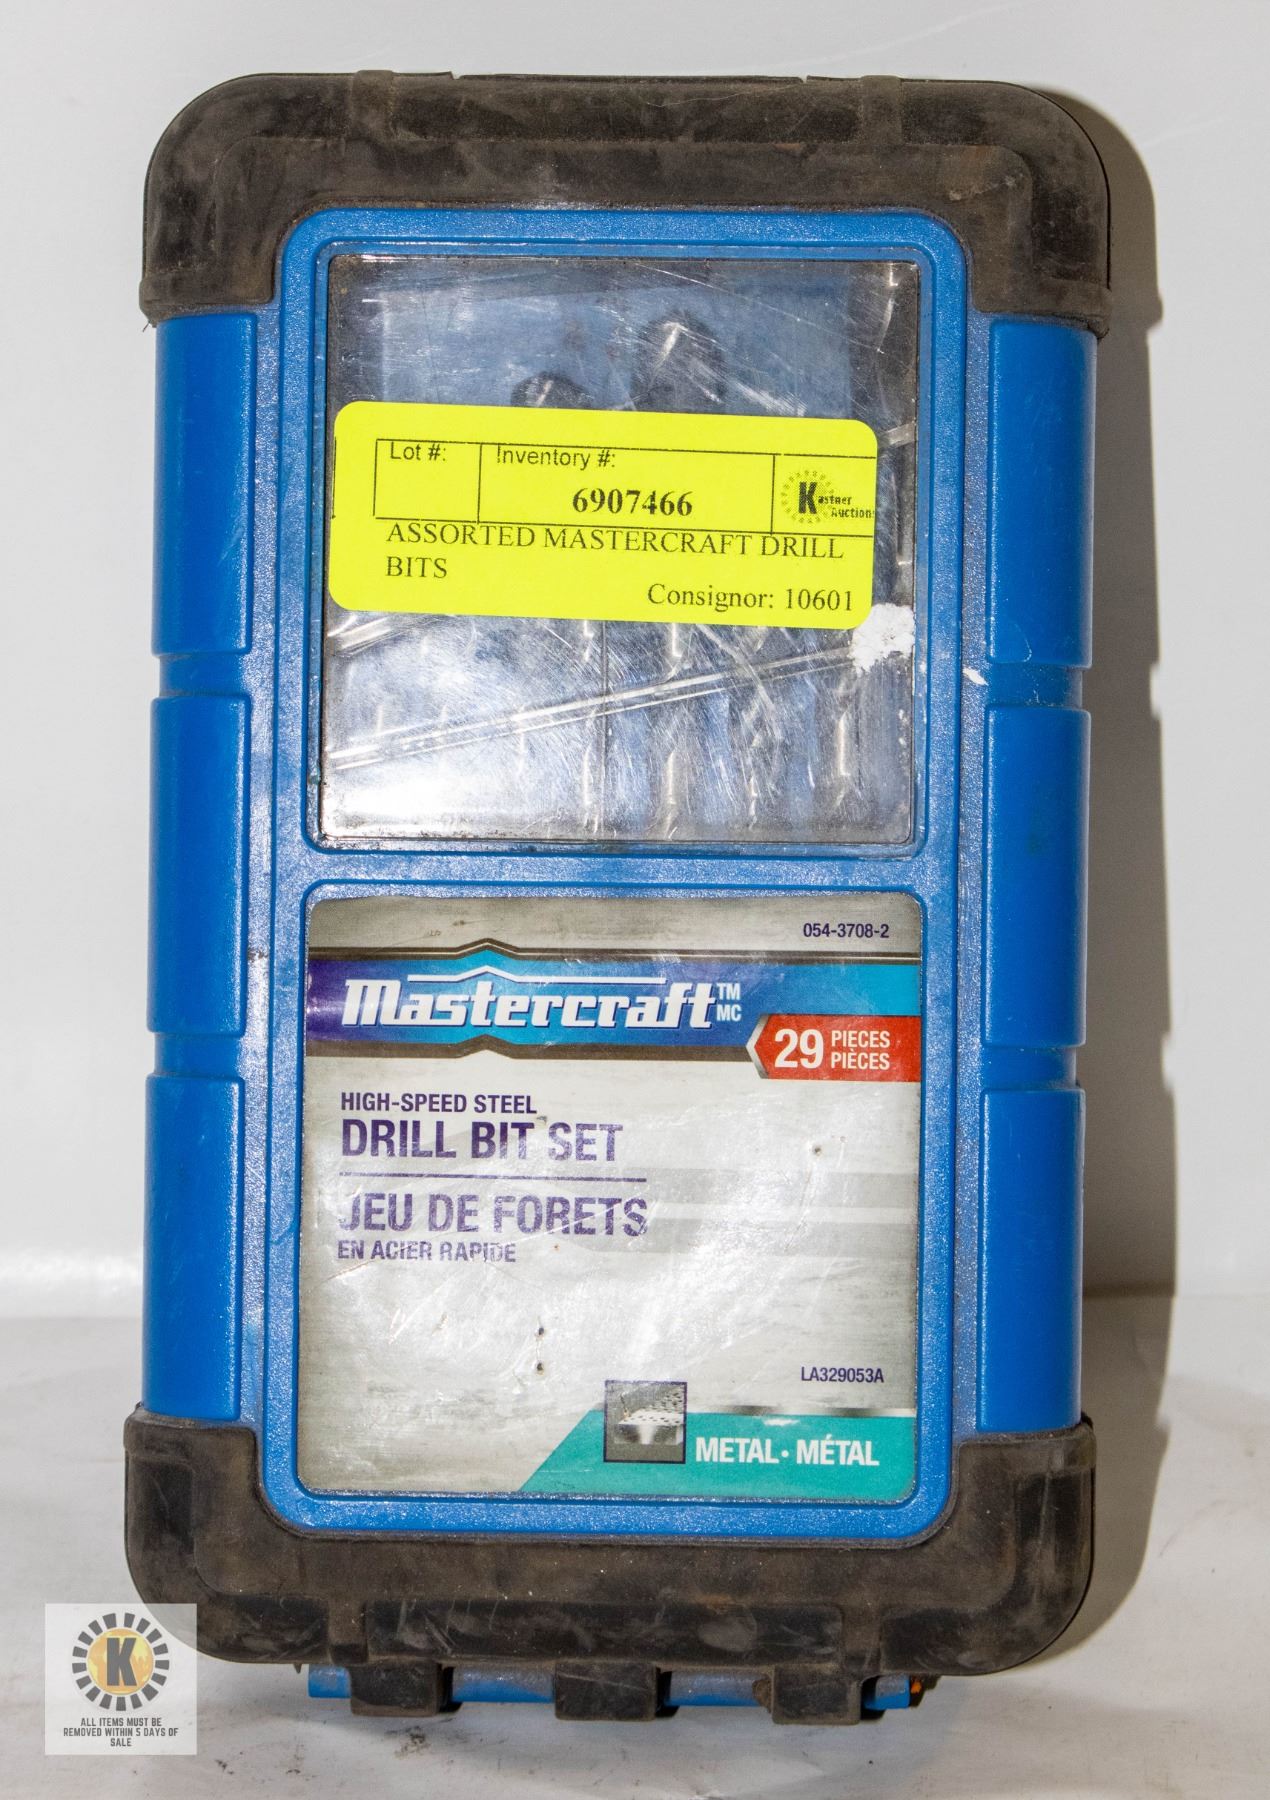 Lot #:
Inventory #:
6907466
Kastner
Auctions
ASSORTED MASTERCRAFT DRILL
BITS
Consignor: 10601
054-3708-2
Mastercraft TM
MC
29 PIECES
PIÈCES
HIGH-SPEED STEEL
DRILL BIT SET
JEU DE FORETS
EN ACIER RAPIDE
LA329053A
METAL • MÉTAL
K
ALL ITEMS MUST BE
REMOVED WITHIN 5 DAYS OF
SALE